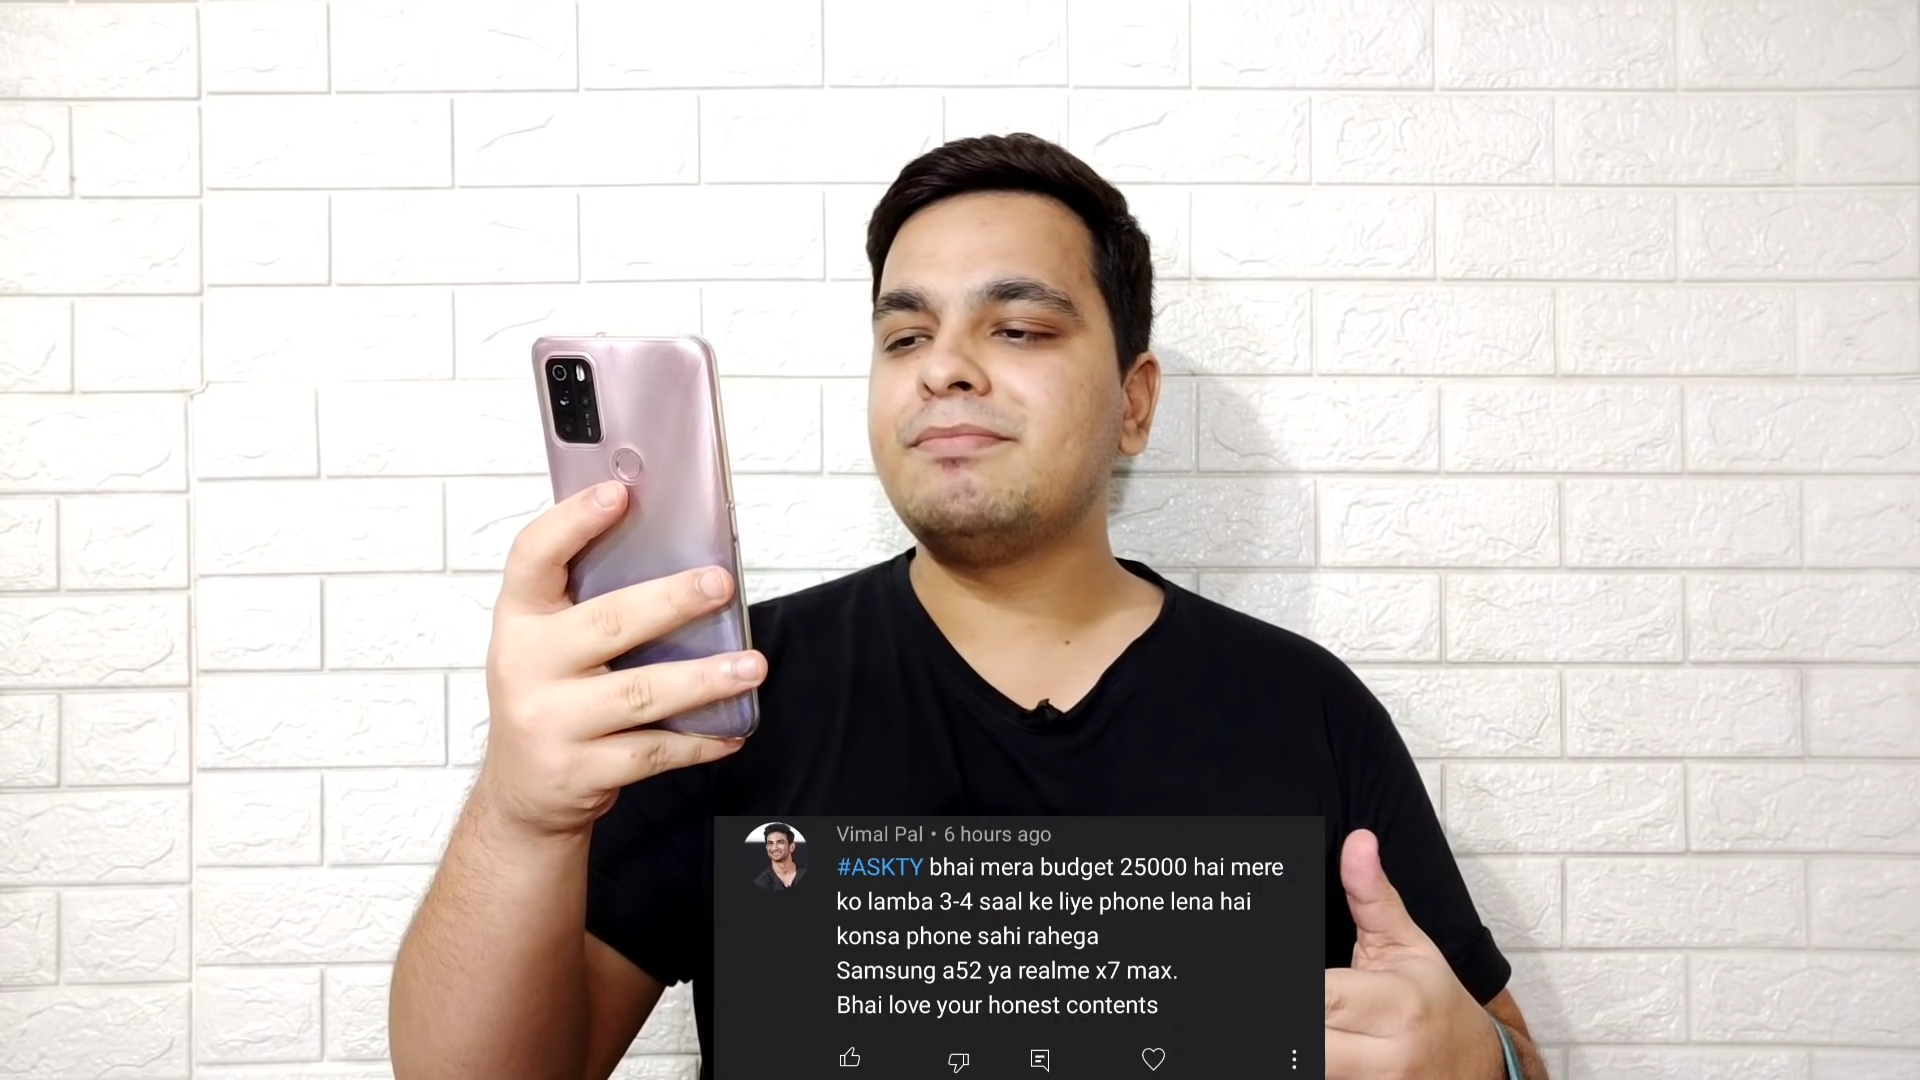 Vimal Pal • 6 hours ago
#ASKTY bhai mera budget 25000 hai mere
ko lamba 3-4 saal ke liye phone lena hai
konsa phone sahi rahega
Samsung a52 ya realme x7 max.
Bhai love your honest contents